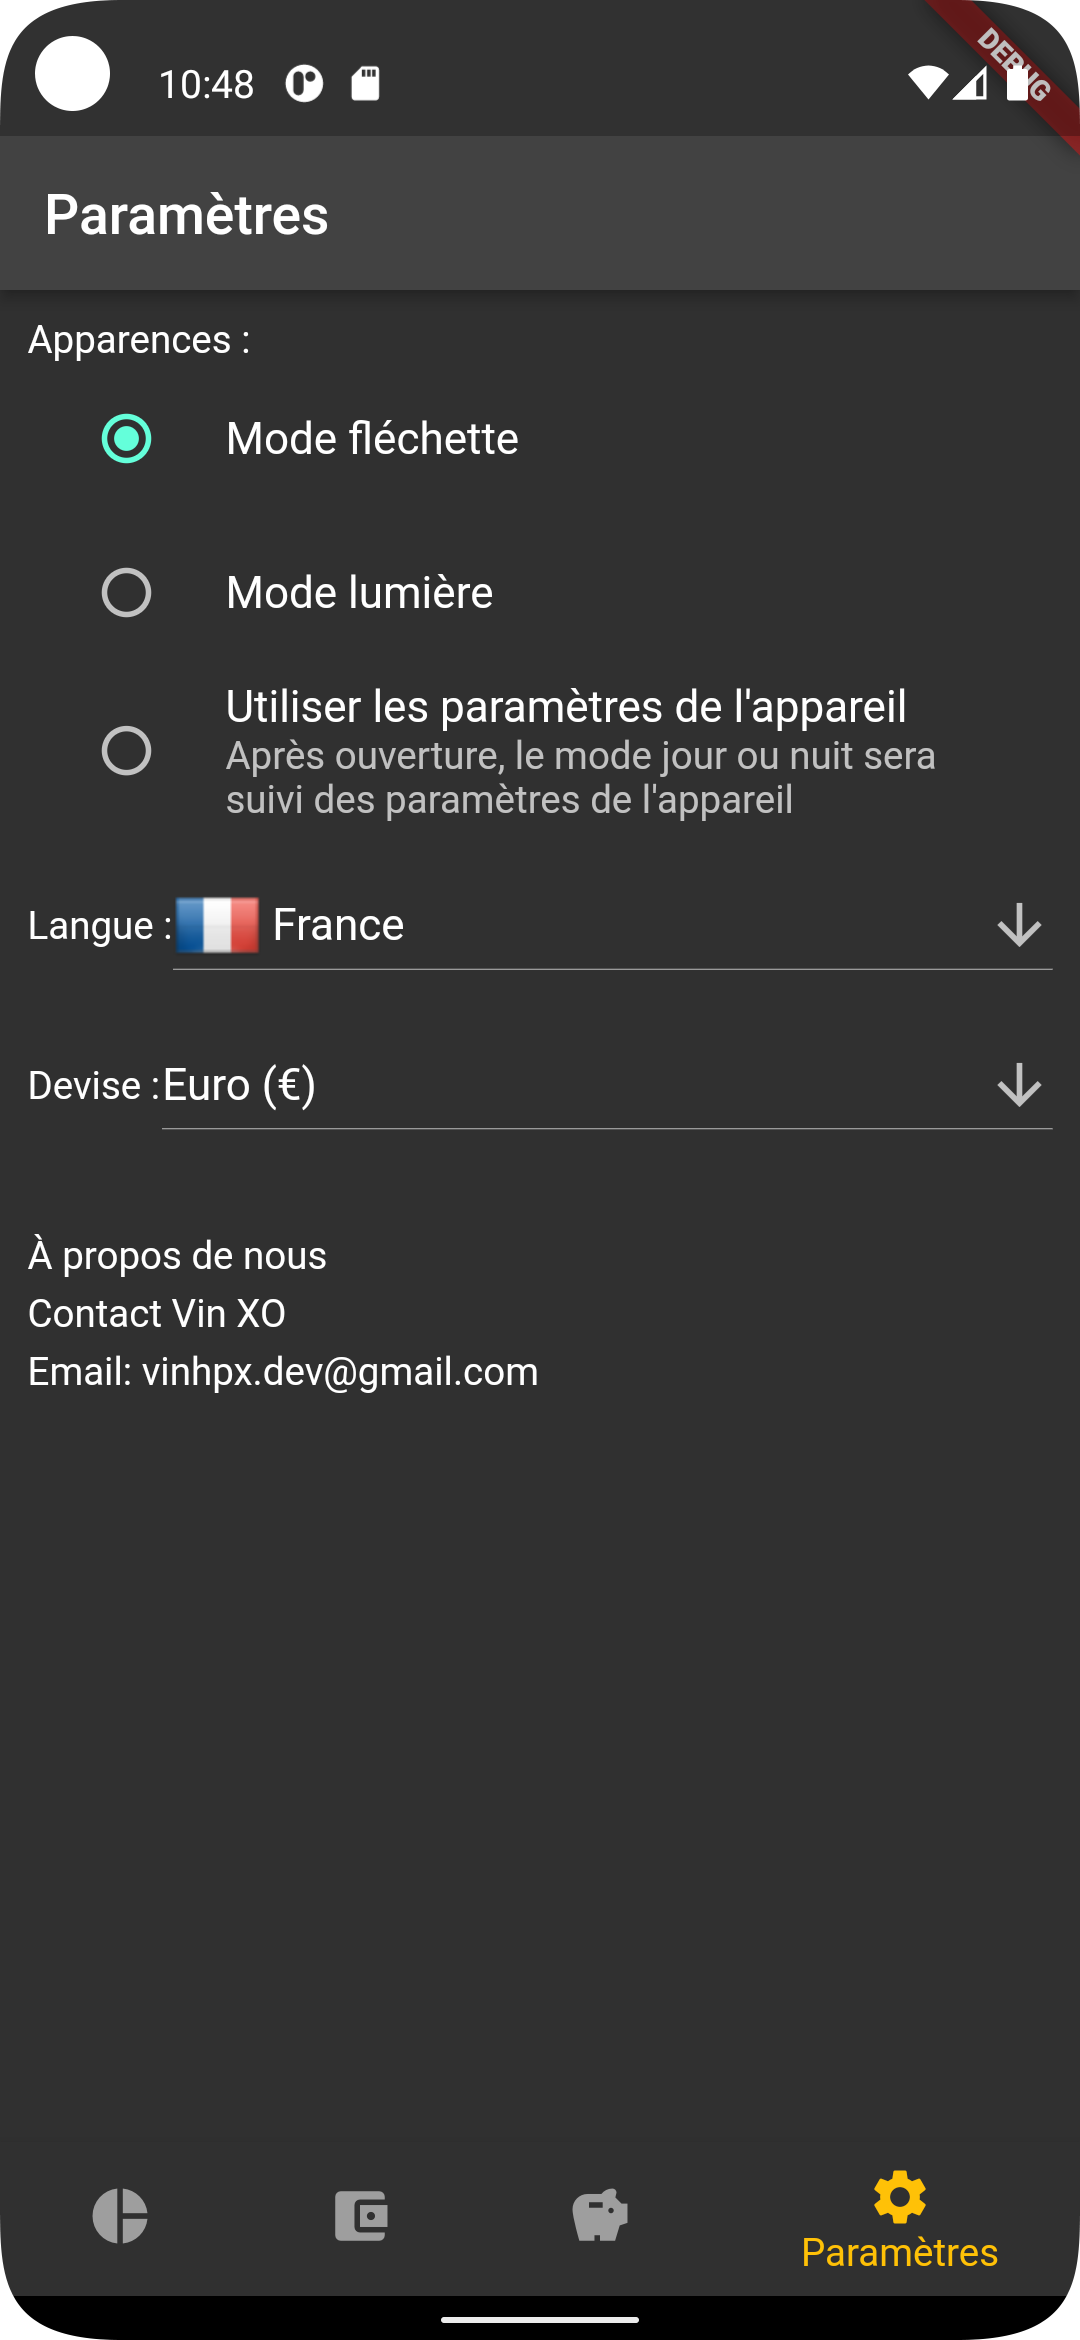 10:48
DEBUG
Paramètres
Apparences :
Mode fléchette
Mode lumière
Utiliser les paramètres de l'appareil
Après ouverture, le mode jour ou nuit sera
suivi des paramètres de l'appareil
Langue : France
Devise : Euro (€)
À propos de nous
Contact Vin XO
Email: vinhpx.dev@gmail.com
Paramètres